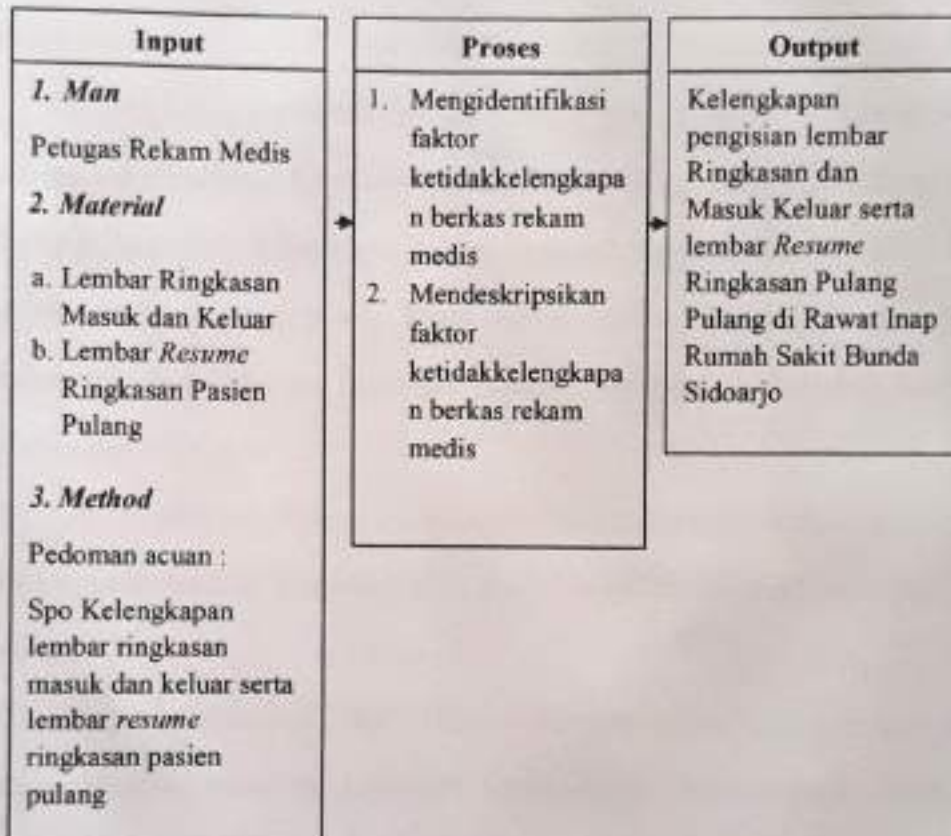 Input
1. Man
Petugas Rekam Medis
2. Material
a. Lembar Ringkasan
Masuk dan Keluar
b. Lembar Resume
Ringkasan Pasien
Pulang
3. Method
Pedoman acuan :
Spo Kelengkapan
lembar ringkasan
masuk dan keluar serta
lembar resume
ringkasan pasien
pulang
Proses
1. Mengidentifikasi
faktor
ketidakkelengkapa
n berkas rekam
medis
2. Mendeskripsikan
faktor
ketidakkelengkapa
n berkas rekam
medis
Output
Kelengkapan
pengisian lembar
Ringkasan dan
Masuk Keluar serta
lembar Resume
Ringkasan Pulang
Pulang di Rawat Inap
Rumah Sakit Bunda
Sidoarjo